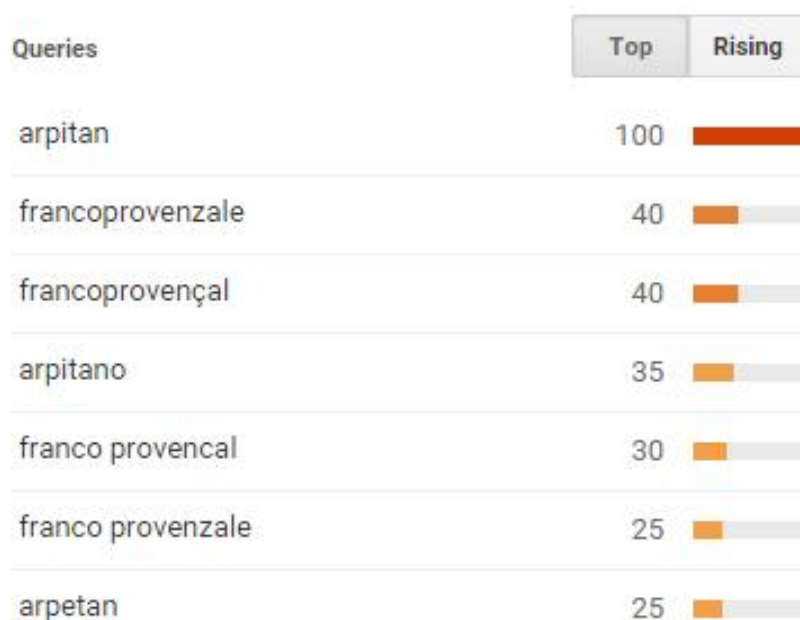 Queries Top Rising
arpitan 100
francoprovenzale 40
francoprovençal 40
arpitano 35
franco provencal 30
franco provenzale 25
arpetan 25